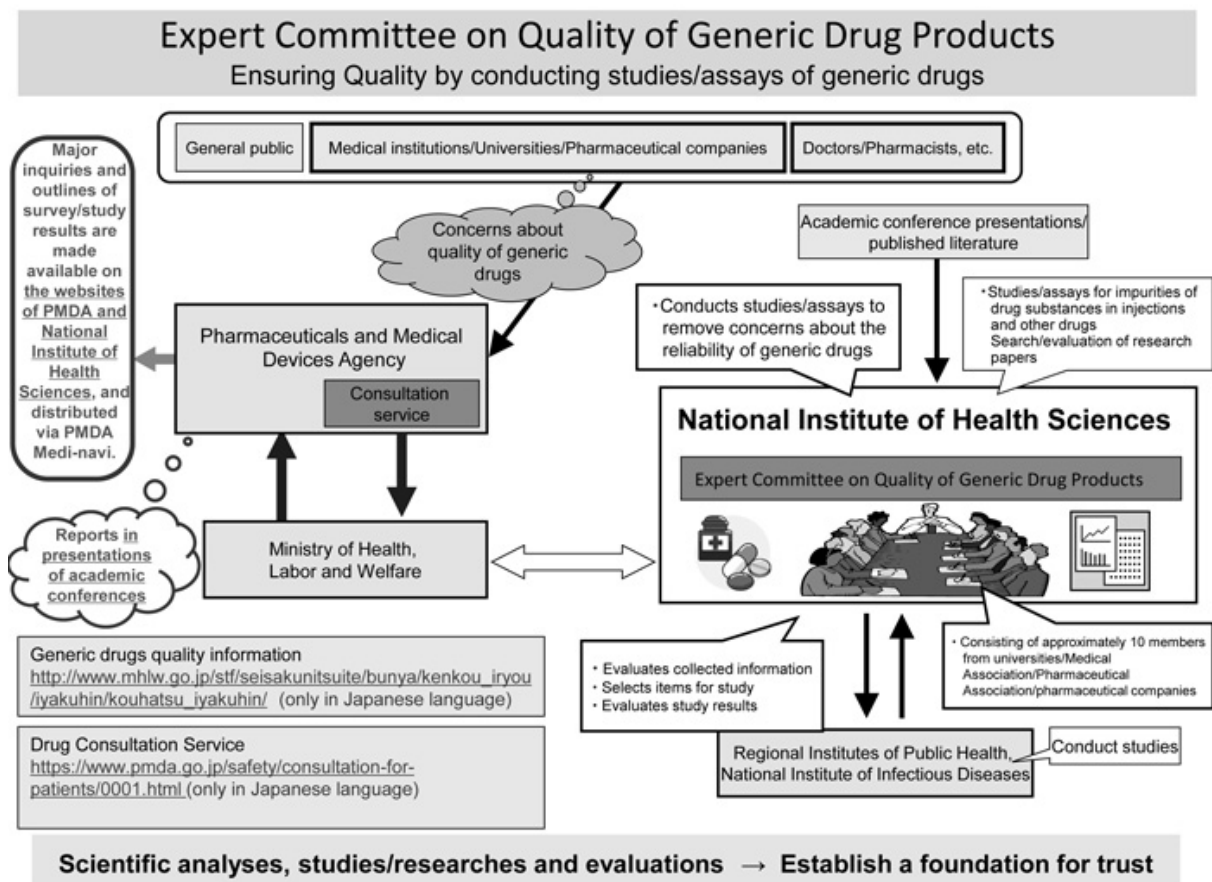 Expert Committee on Quality of Generic Drug Products
Ensuring Quality by conducting studies/assays of generic drugs
General public
Medical institutions/Universities/Pharmaceutical companies
Doctors/Pharmacists, etc.
Major
inquiries and
outlines of
survey/study
results are
made
available on
the websites
of PMDA and
National
Institute of
Health
Sciences, and
distributed
via PMDA
Medi-navi.
Concerns about
quality of generic
drugs
Academic conference presentations/
published literature
・Conducts studies/assays to
remove concerns about the
reliability of generic drugs
・Studies/assays for impurities of
drug substances in injections
and other drugs
Search/evaluation of research
papers
Pharmaceuticals and Medical
Devices Agency
Consultation
service
National Institute of Health Sciences
Expert Committee on Quality of Generic Drug Products
Reports in
presentations
of academic
conferences
Ministry of Health,
Labor and Welfare
• Evaluates collected information
• Selects items for study
• Evaluates study results
• Consisting of approximately 10 members
from universities/Medical
Association/Pharmaceutical
Association/pharmaceutical companies
Generic drugs quality information
http://www.mhlw.go.jp/stf/seisakunitsuite/bunya/kenkou_iryou
/iyakuhin/kouhatsu_iyakuhin/ (only in Japanese language)
Regional Institutes of Public Health,
National Institute of Infectious Diseases
Conduct studies
Drug Consultation Service
https://www.pmda.go.jp/safety/consultation-for-
patients/0001.html (only in Japanese language)
Scientific analyses, studies/researches and evaluations → Establish a foundation for trust